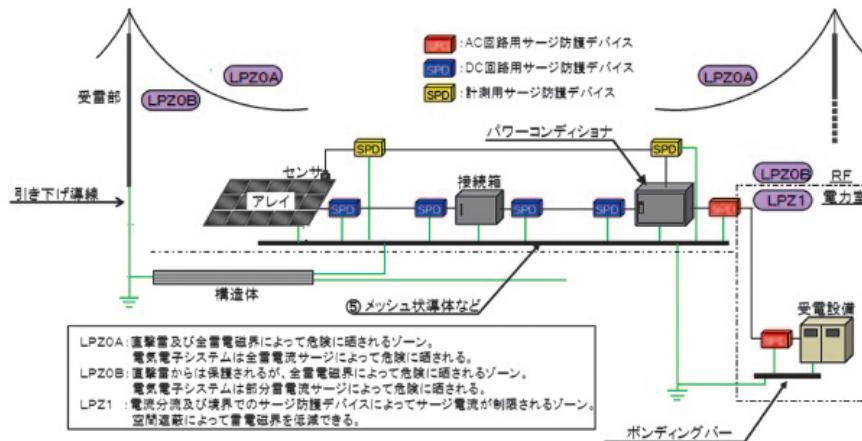 SPD :AC回路用サージ防護デバイス
SPD :DC回路用サージ防護デバイス
SPD :計測用サージ防護デバイス
LPZ0A
LPZ0A
受雷部
LPZ0B
パワーコンディショナ
SPD
SPD
センサ
接続箱
LPZ0B
RF
引き下げ導線
アレイ
LPZ1
電力室
SPD
SPD
SPD
SPD
SPD
構造体
⑤メッシュ状導体など
受電設備
SPD
LPZ0A:直撃雷及び全雷電磁界によって危険に晒されるゾーン。
電気電子システムは全雷電流サージによって危険に晒される。
LPZ0B:直撃雷からは保護されるが、全雷電磁界によって危険に晒されるゾーン。
電気電子システムは部分雷電流サージによって危険に晒される。
LPZ1 :電流分流及び境界でのサージ防護デバイスによってサージ電流が制限されるゾーン。
空間遮蔽によって雷電磁界を低減できる。
ボンディングバー